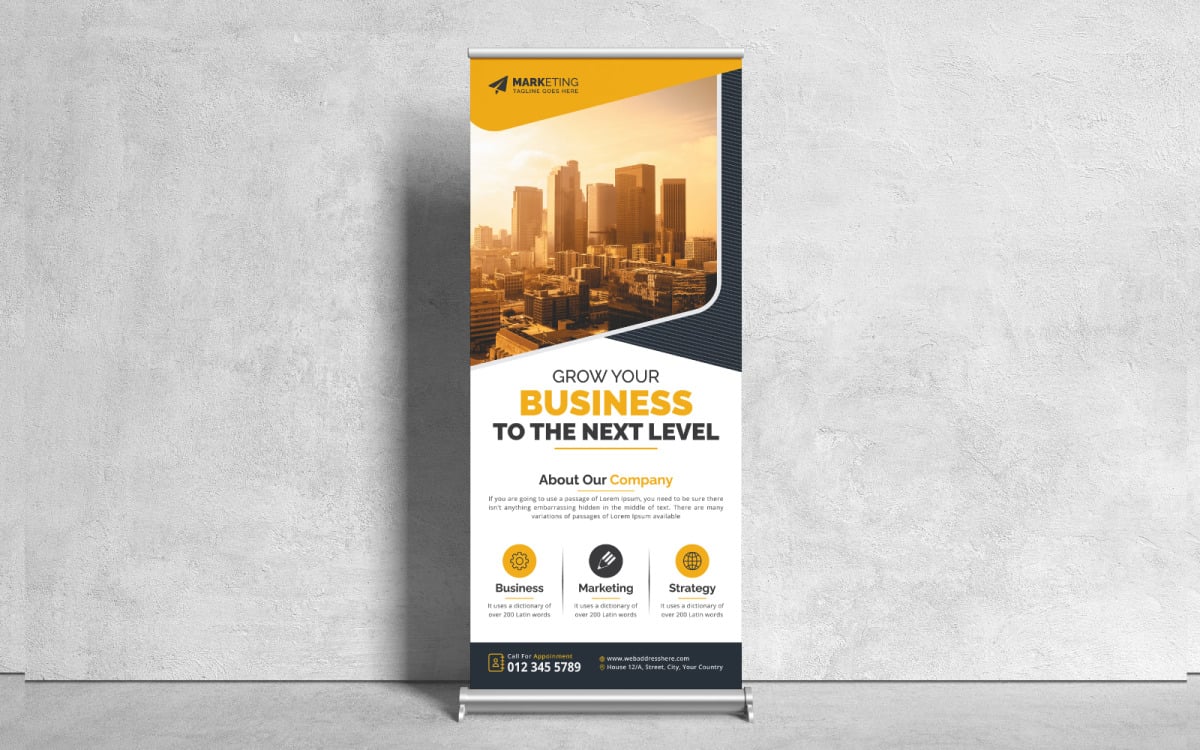 MARKETING
TAGLINE GOES HERE
GROW YOUR
BUSINESS
TO THE NEXT LEVEL
About Our Company
If you are going to use a passage of Lorem Ipsum, you need to be sure there
isn't anything embarrassing hidden in the middle of text. There are many
variations of passages of Lorem Ipsum available
Business
Marketing
Strategy
It uses a dictionary of
over 200 Latin words
It uses a dictionary of
over 200 Latin words
It uses a dictionary of
over 200 Latin words
Call For Appoinment
012 345 5789
www.webaddresshere.com
House 12/A, Street, City, Your Country